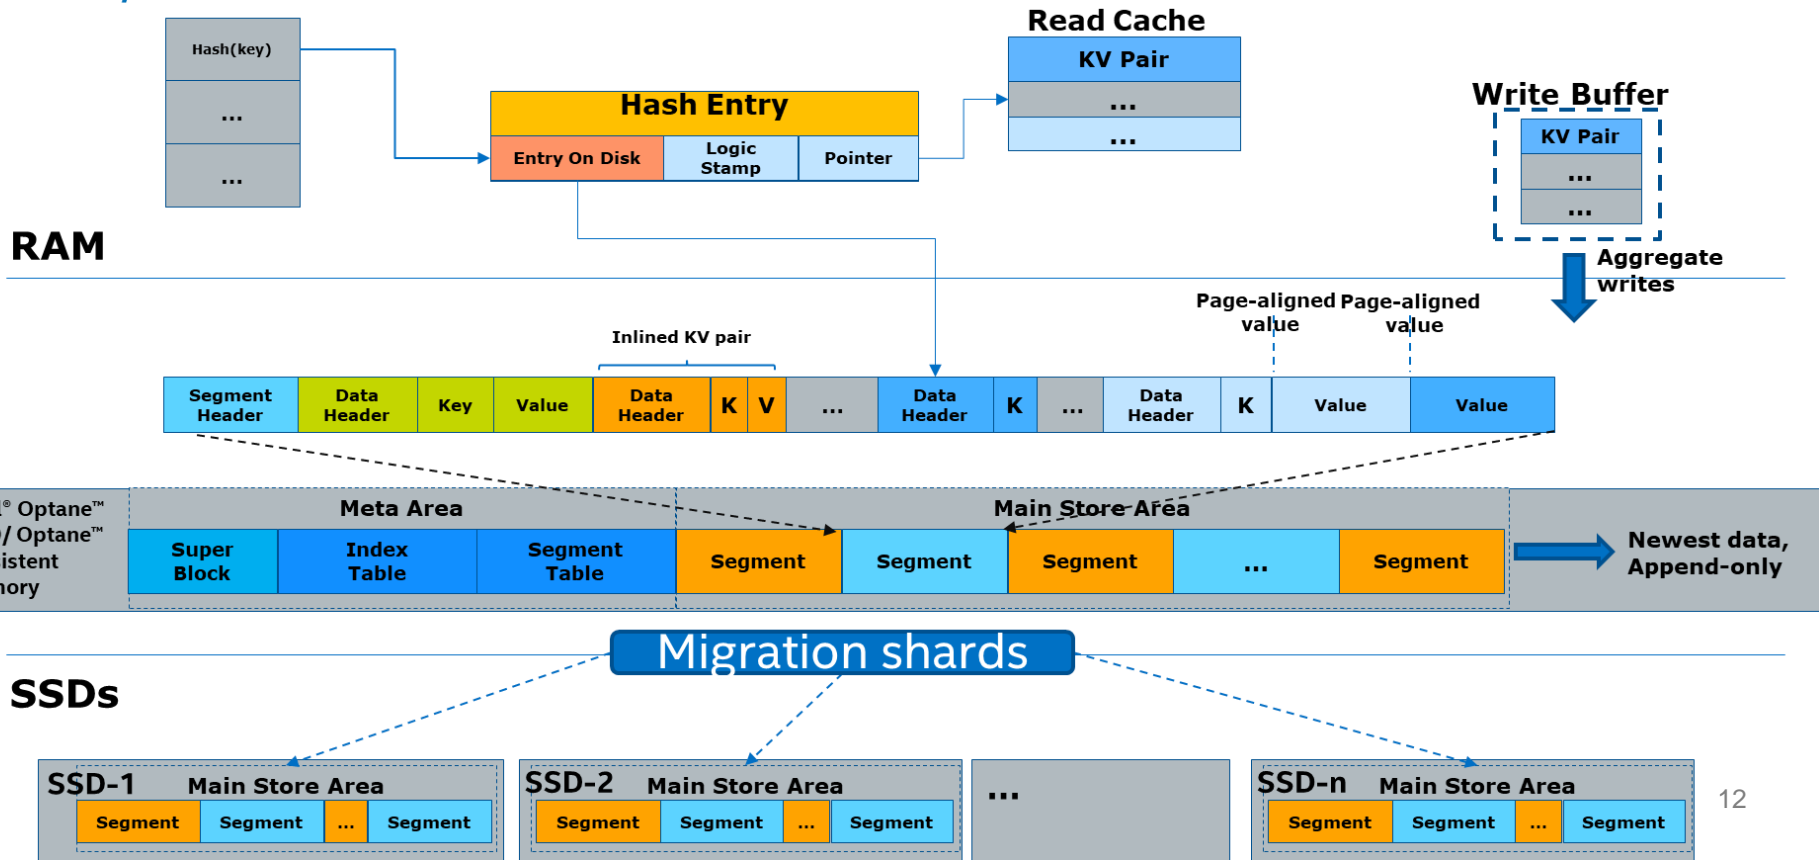 Read Cache
Hash(key)
...
...
Hash Entry
Entry On Disk
Logic
Stamp
Pointer
KV Pair
...
...
Write Buffer
KV Pair
...
...
RAM
Aggregate
writes
Page-aligned
value
Page-aligned
value
Inlined KV pair
Segment
Header
Data
Header
Key
Value
Data
Header
K
V
...
Data
Header
K
...
Data
Header
K
Value
Value
® Optane™
/ Optane™
istent
ory
Meta Area
Super
Block
Index
Table
Segment
Table
Main Store Area
Segment
Segment
Segment
...
Segment
Newest data,
Append-only
Migration shards
SSDs
SSD-1
Main Store Area
Segment
Segment
...
Segment
SSD-2
Main Store Area
Segment
Segment
...
Segment
...
SSD-n
Main Store Area
Segment
Segment
...
Segment
12